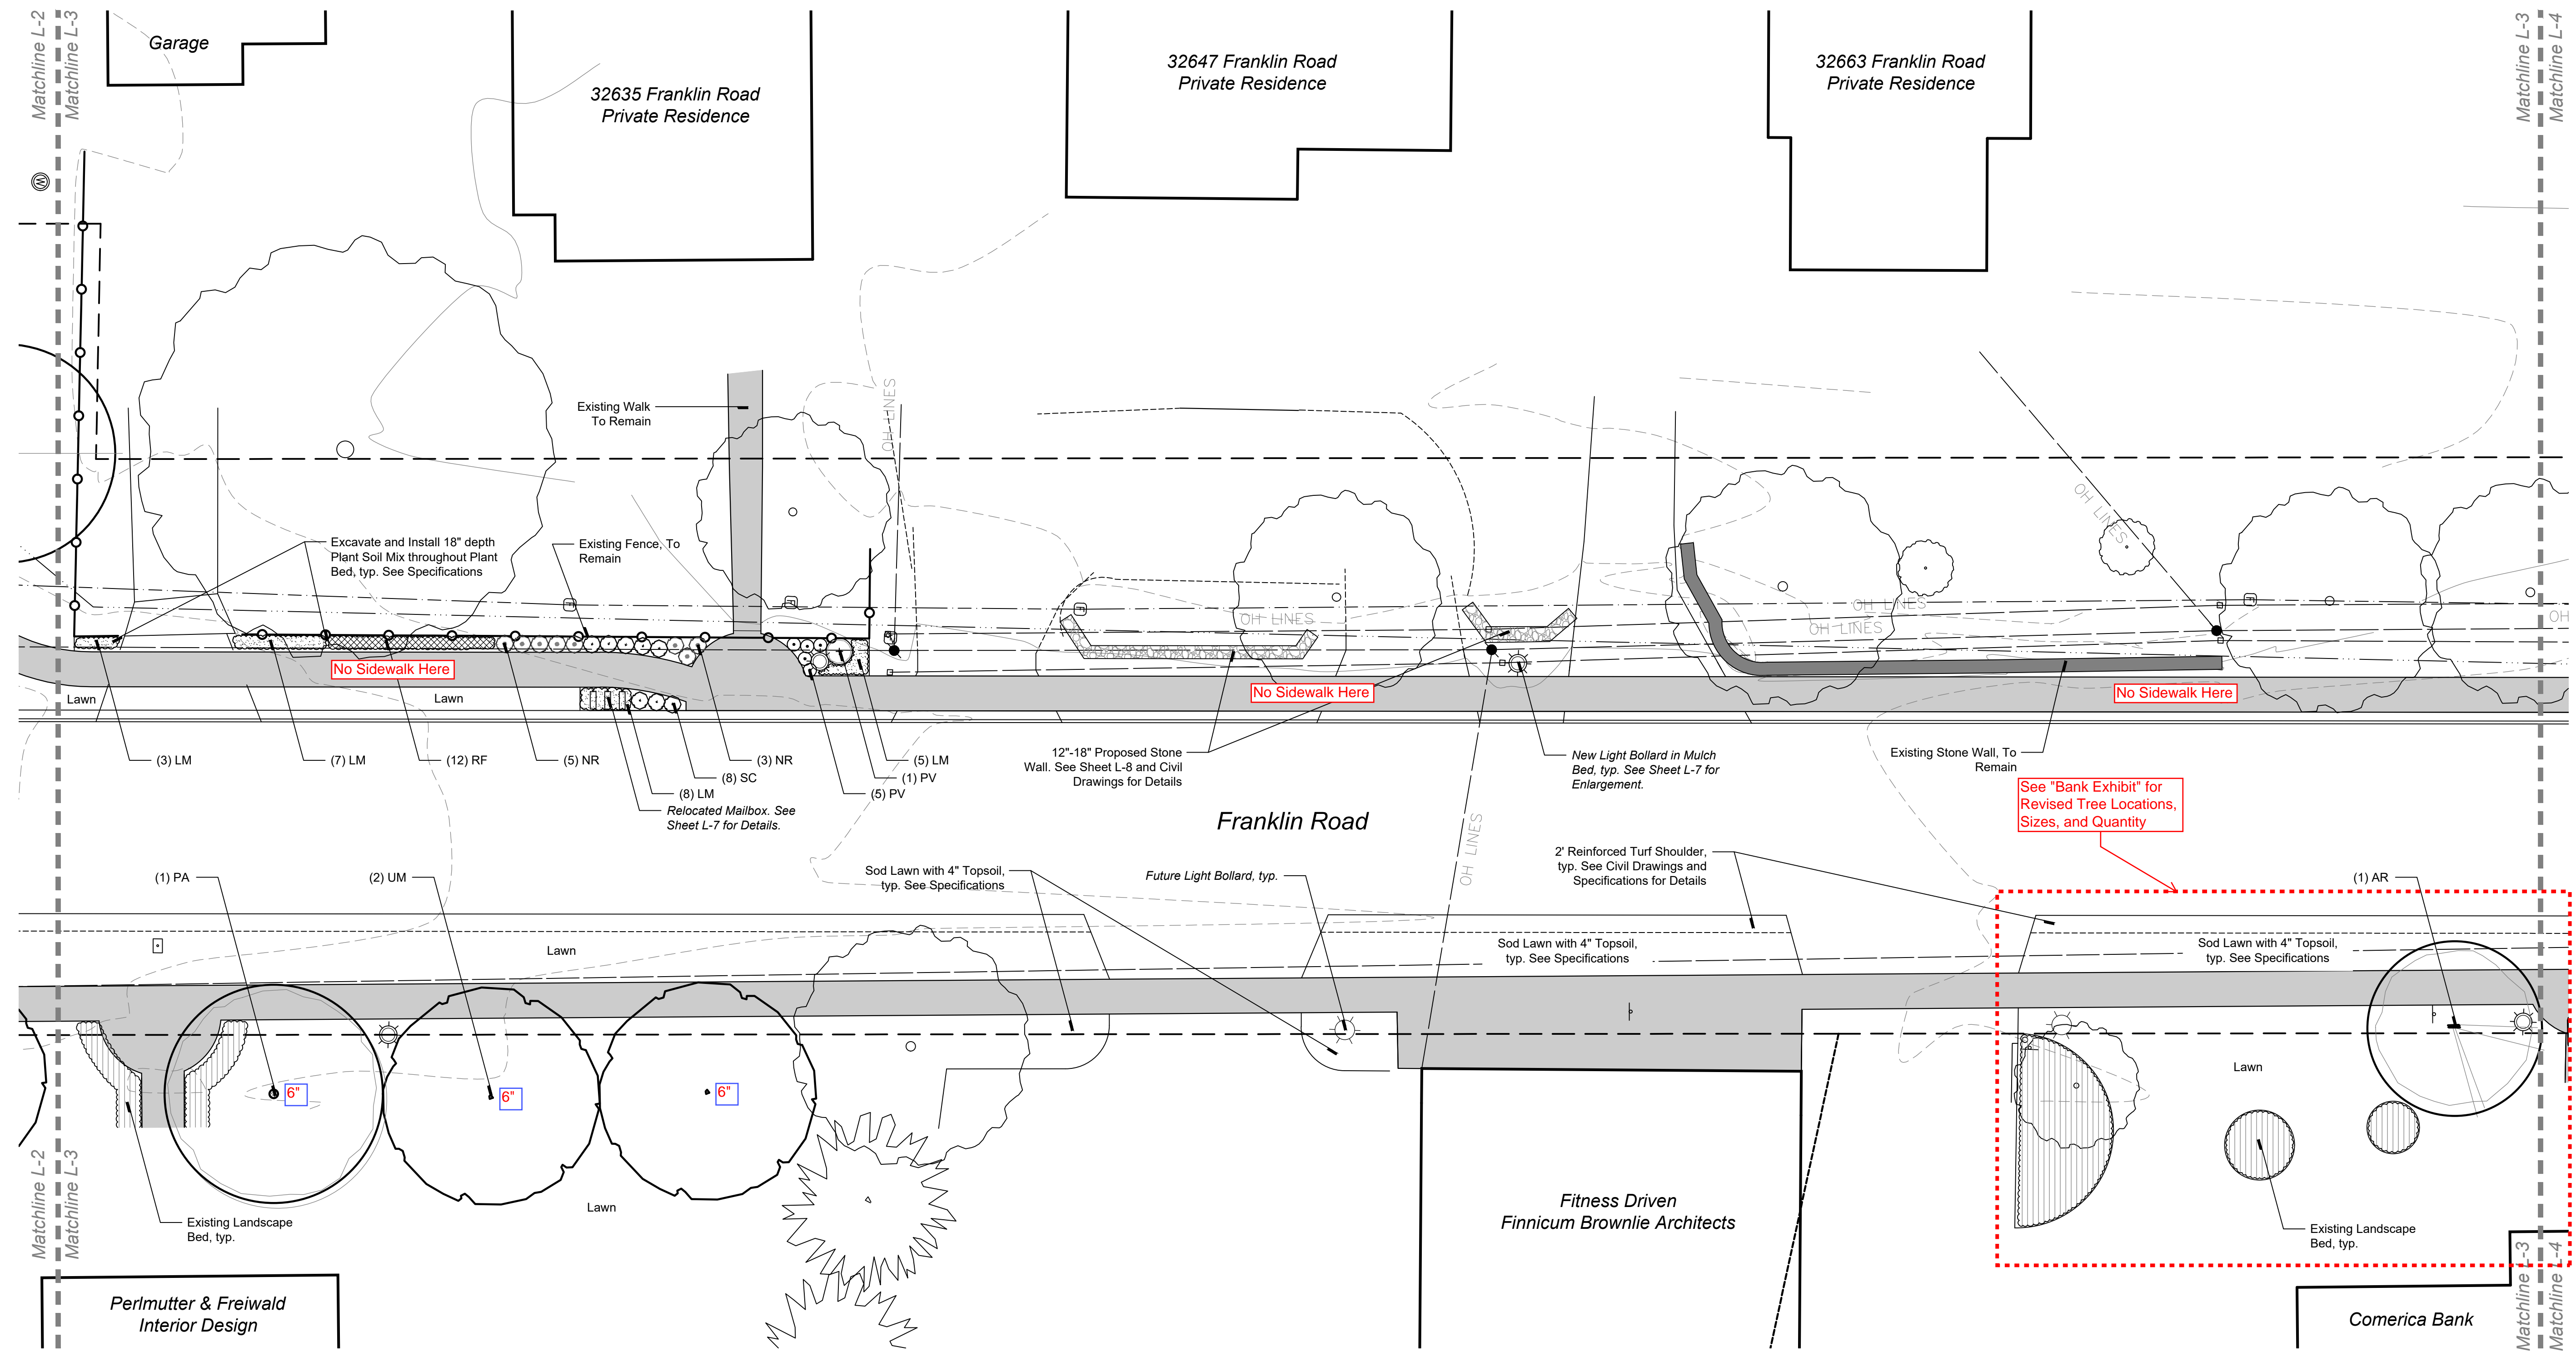 Matchline L-2
Matchline L-3
Garage
32635 Franklin Road
Private Residence
32647 Franklin Road
Private Residence
32663 Franklin Road
Private Residence
Matchline L-3
Matchline L-4
W
OH LINES
Existing Walk
To Remain
OH LINES
Excavate and Install 18" depth
Plant Soil Mix throughout Plant
Bed, typ. See Specifications
Existing Fence, To
Remain
OH LINES
OH LINES
OH LINES
OH
No Sidewalk Here
No Sidewalk Here
No Sidewalk Here
Lawn
Lawn
(3) LM
(7) LM
(12) RF
(5) NR
(3) NR
(8) SC
(8) LM
Relocated Mailbox. See
Sheet L-7 for Details.
(5) LM
(1) PV
(5) PV
12"-18" Proposed Stone
Wall. See Sheet L-8 and Civil
Drawings for Details
New Light Bollard in Mulch
Bed, typ. See Sheet L-7 for
Enlargement.
Existing Stone Wall, To
Remain
See "Bank Exhibit" for
Revised Tree Locations,
Sizes, and Quantity
Franklin Road
OH LINES
(1) PA
(2) UM
Sod Lawn with 4" Topsoil,
typ. See Specifications
Future Light Bollard, typ.
2' Reinforced Turf Shoulder,
typ. See Civil Drawings and
Specifications for Details
(1) AR
Lawn
Sod Lawn with 4" Topsoil,
typ. See Specifications
Sod Lawn with 4" Topsoil,
typ. See Specifications
6"
6"
6"
Lawn
Lawn
Existing Landscape
Bed, typ.
Existing Landscape
Bed, typ.
Fitness Driven
Finnicum Brownlie Architects
Perlmutter & Freiwald
Interior Design
Comerica Bank
Matchline L-2
Matchline L-3
Matchline L-3
Matchline L-4